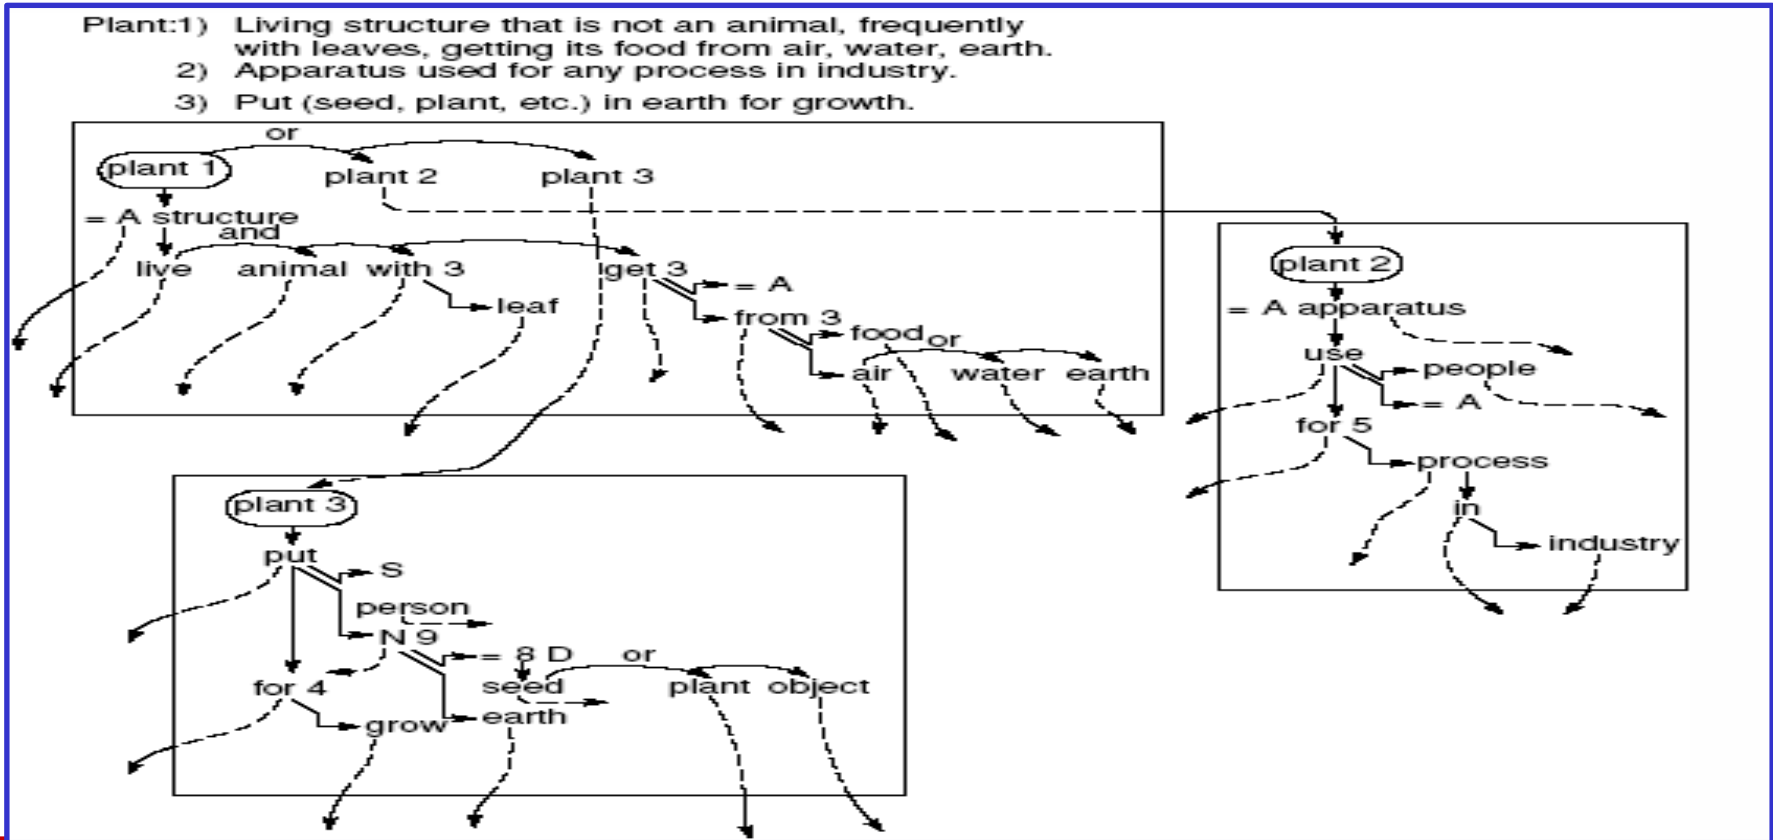 Plant:1) Living structure that is not an animal, frequently
with leaves, getting its food from air, water, earth.
2) Apparatus used for any process in industry.
3) Put (seed, plant, etc.) in earth for growth.
or
plant 1
plant 2
plant 3
= A structure
and
live
animal
with 3
get 3
= A
leaf
from 3
food
or
air
water
earth
plant 2
= A apparatus
use
people
= A
for 5
process
in
industry
plant 3
put
S
person
N 9
= 8 D
or
for 4
seed
plant
object
grow
earth